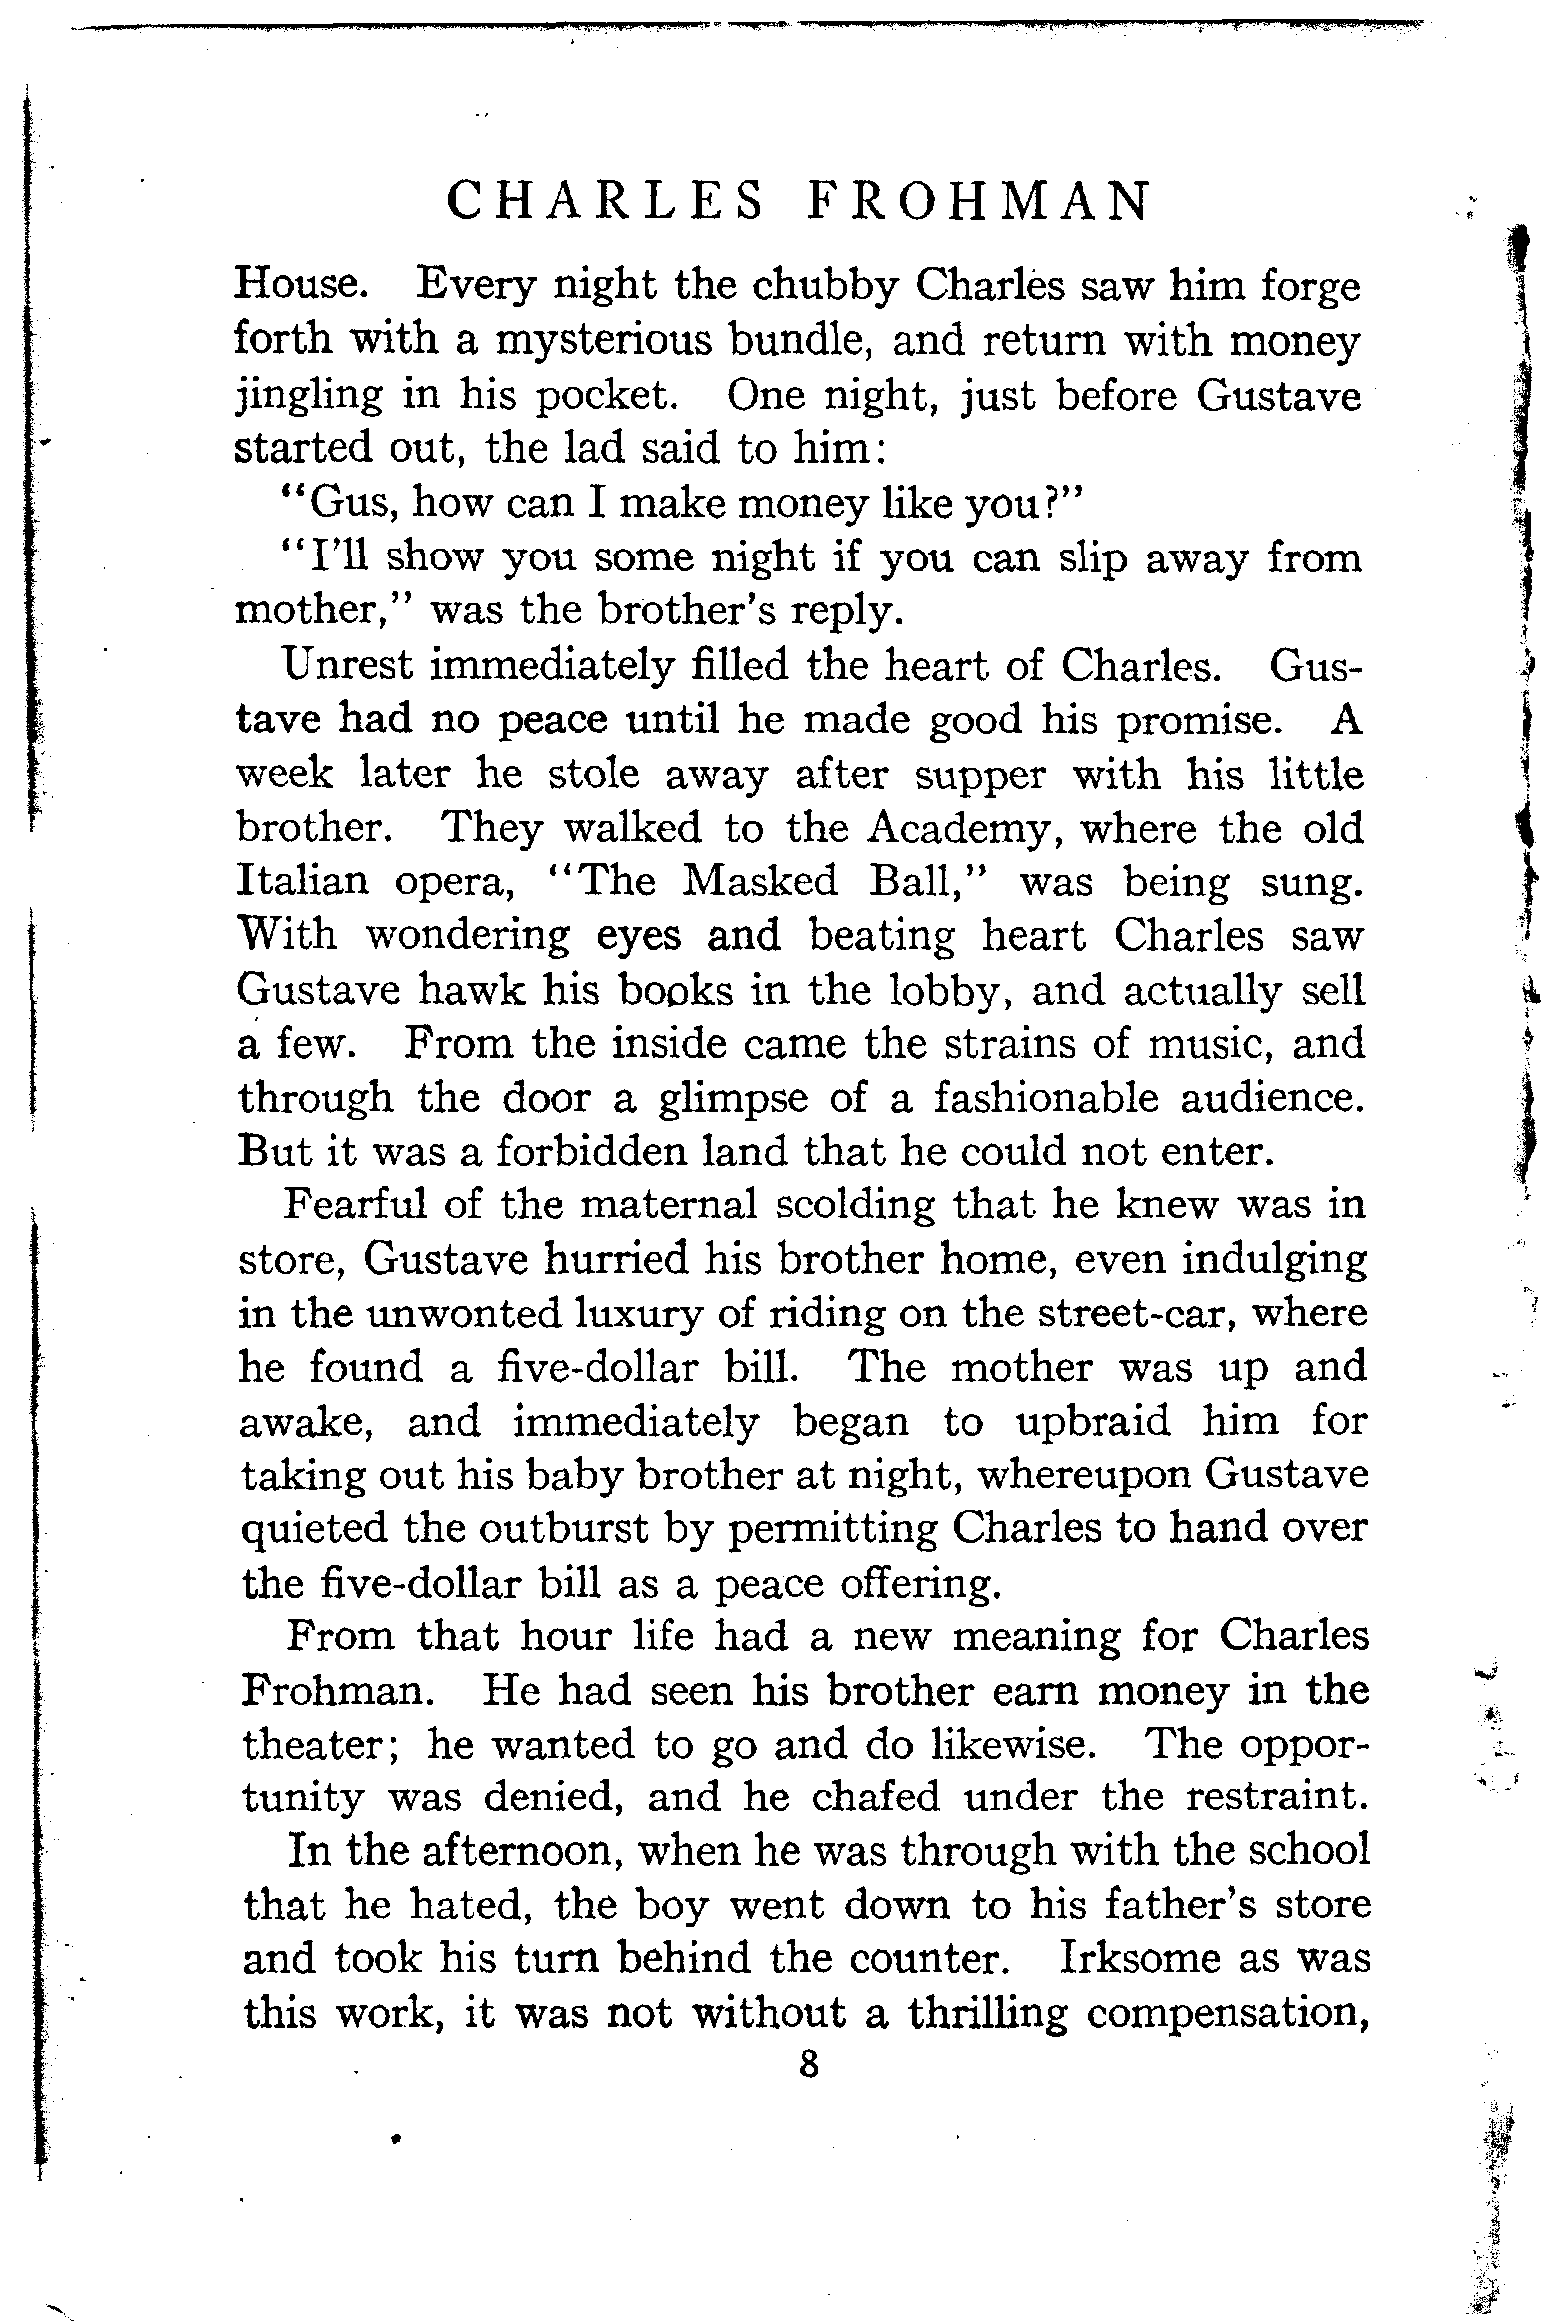 CHARLES FROHMAN
House. Every night the chubby Charles saw him forge
forth with a mysterious bundle, and return with money
jingling in his pocket. One night, just before Gustave
started out, the lad said to him:
"Gus, how can I make money like you?"
"I'll show you some night if you can slip away from
mother," was the brother's reply.
Unrest immediately filled the heart of Charles. Gus-
tave had no peace until he made good his promise. A
week later he stole away after supper with his little
brother. They walked to the Academy, where the old
Italian opera, "The Masked Ball," was being sung.
With wondering eyes and beating heart Charles saw
Gustave hawk his books in the lobby, and actually sell
a few. From the inside came the strains of music, and
through the door a glimpse of a fashionable audience.
But it was a forbidden land that he could not enter.
Fearful of the maternal scolding that he knew was in
store, Gustave hurried his brother home, even indulging
in the unwonted luxury of riding on the street-car, where
he found a five-dollar bill. The mother was up and
awake, and immediately began to upbraid him for
taking out his baby brother at night, whereupon Gustave
quieted the outburst by permitting Charles to hand over
the five-dollar bill as a peace offering.
From that hour life had a new meaning for Charles
Frohman. He had seen his brother earn money in the
theater; he wanted to go and do likewise. The oppor-
tunity was denied, and he chafed under the restraint.
In the afternoon, when he was through with the school
that he hated, the boy went down to his father's store
and took his turn behind the counter. Irksome as was
this work, it was not without a thrilling compensation,
8